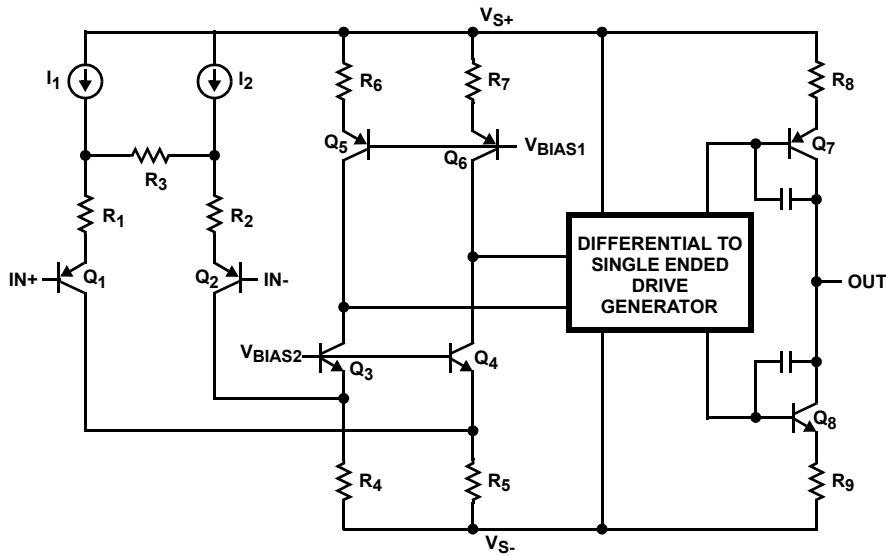 VS+
I1
I2
R6
R7
R8
Q5
Q6
VBIAS1
Q7
R3
R1
R2
DIFFERENTIAL TO
SINGLE ENDED
DRIVE
GENERATOR
IN+
Q1
Q2
IN-
OUT
VBIAS2
Q3
Q4
Q8
R4
R5
R9
VS-